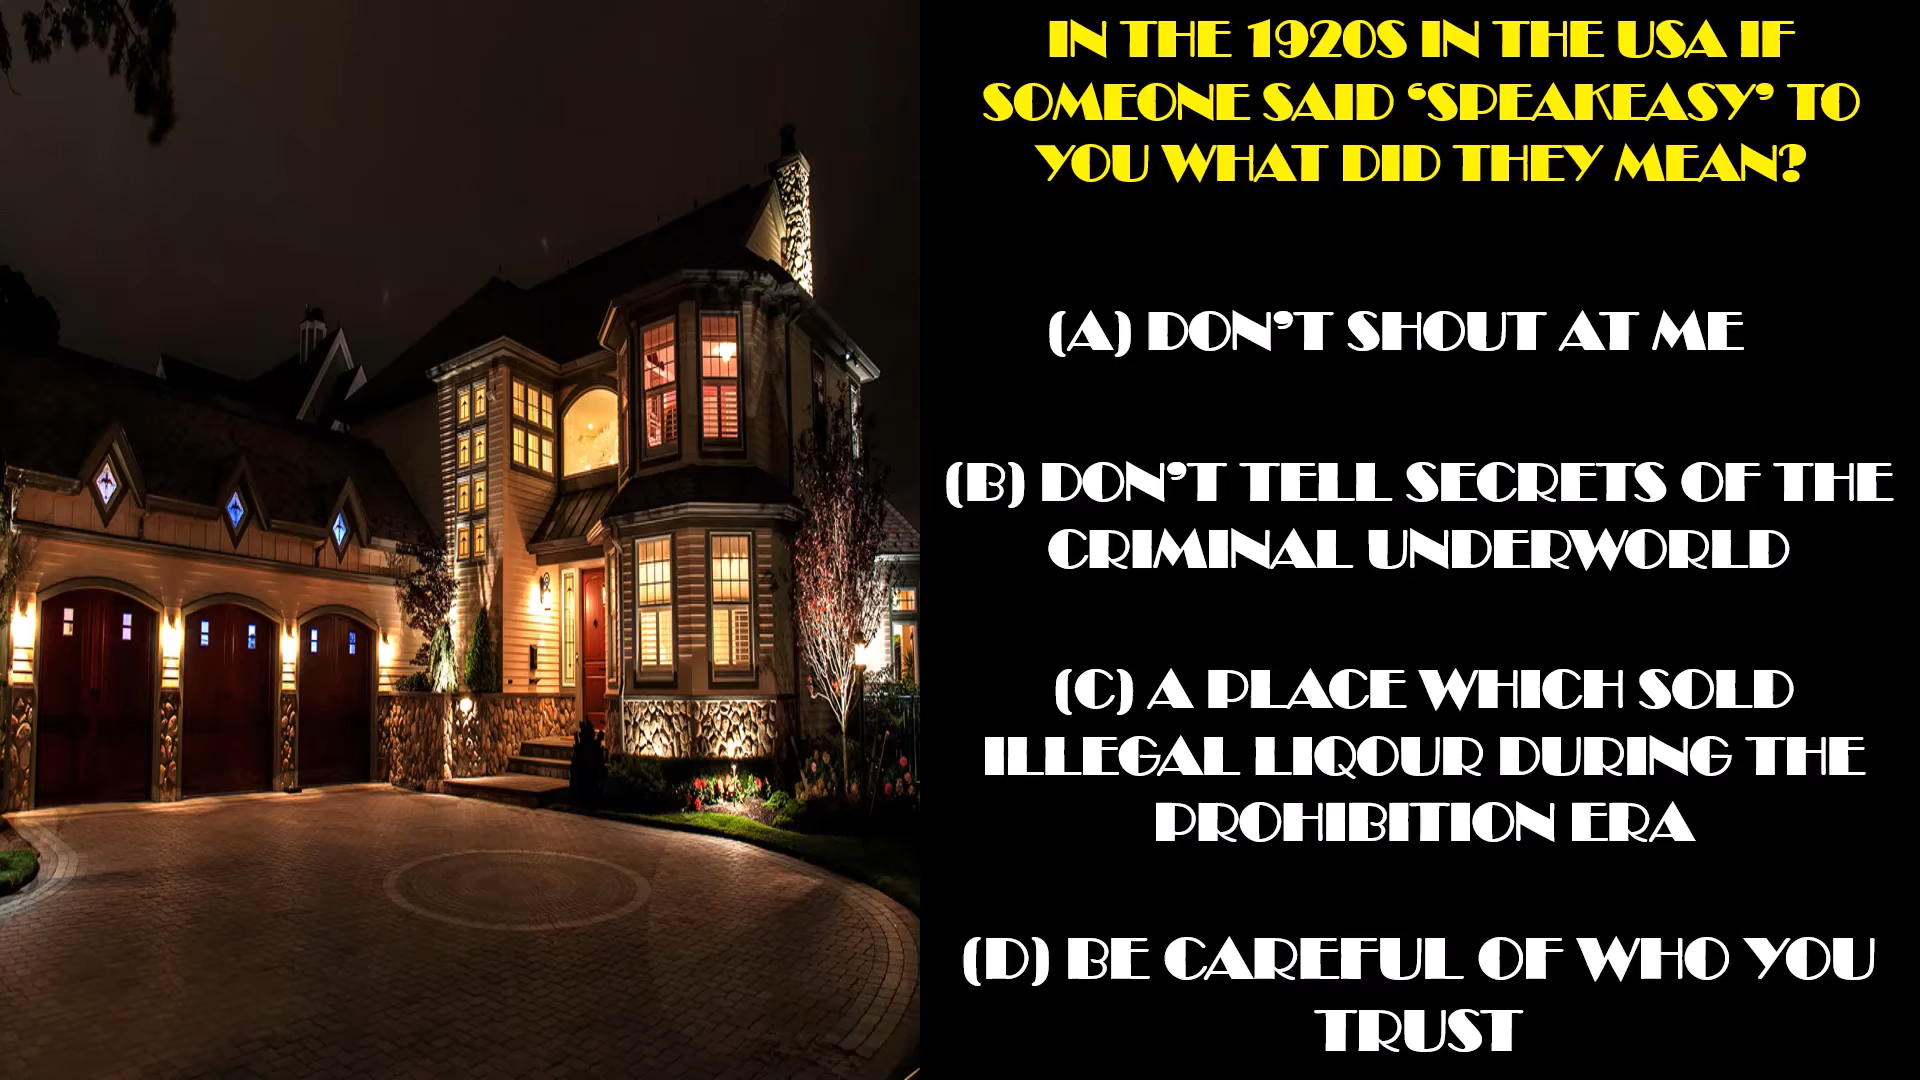 IN THE 1920S IN THE USA IF
SOMEONE SAID ‘SPEAKEASY’ TO
YOU WHAT DID THEY MEAN?
(A) DON’T SHOUT AT ME
(B) DON’T TELL SECRETS OF THE
CRIMINAL UNDERWORLD
(C) A PLACE WHICH SOLD
ILLEGAL LIQOUR DURING THE
PROHIBITION ERA
(D) BE CAREFUL OF WHO YOU
TRUST